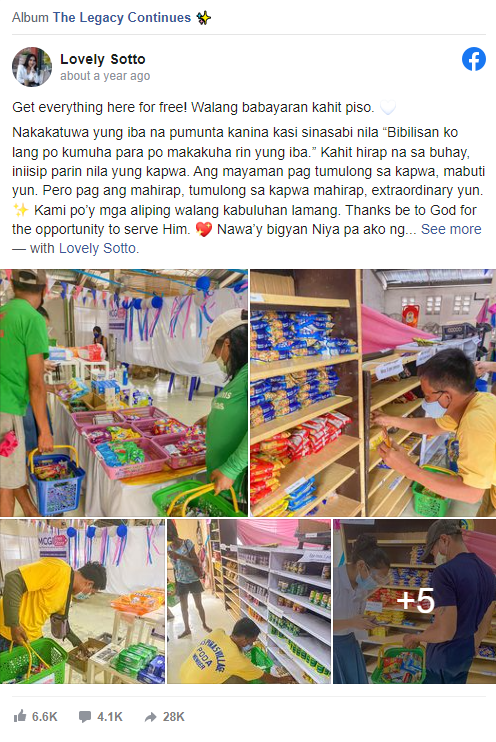 Album The Legacy Continues ✨
Lovely Sotto
about a year ago
Get everything here for free! Walang babayaran kahit piso. 🤍
Nakakatuwa yung iba na pumunta kanina kasi sinasabi nila “Bibilisan ko
lang po kumuha para po makakuha rin yung iba.” Kahit hirap na sa buhay,
iniisip parin nila yung kapwa. Ang mayaman pag tumulong sa kapwa, mabuti
yun. Pero pag ang mahirap, tumulong sa kapwa mahirap, extraordinary yun.
✨ Kami po’y mga aliping walang kabuluhan lamang. Thanks be to God for
the opportunity to serve Him. 💖 Nawa’y bigyan Niya pa ako ng... See more
— with Lovely Sotto.
MCGI
PODA
+5
6.6K 4.1K 28K